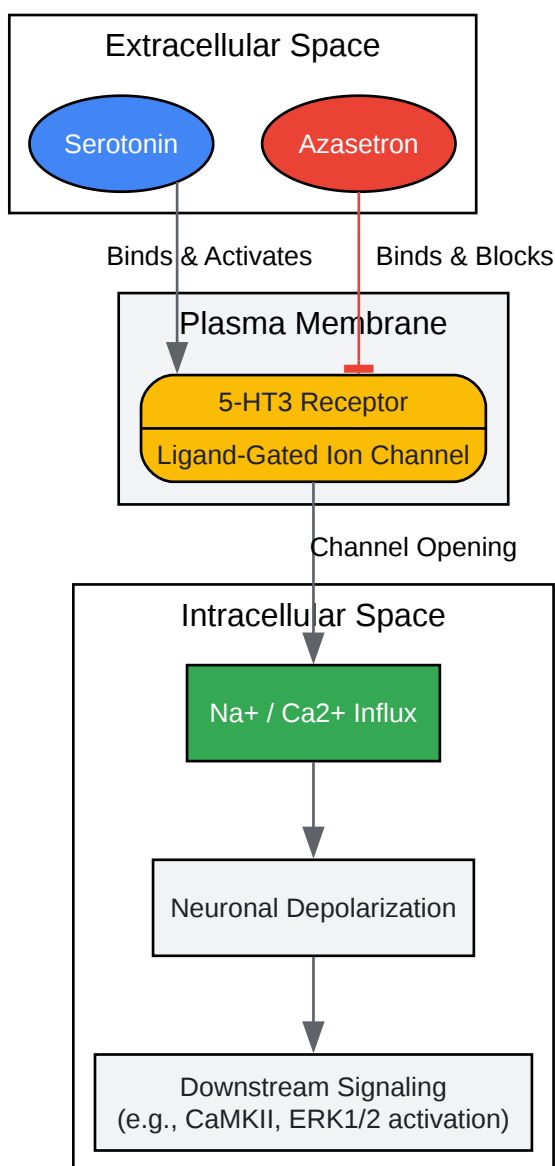 Extracellular Space
Serotonin
Azasetron
Binds & Activates
Binds & Blocks
Plasma Membrane
5-HT3 Receptor
Ligand-Gated Ion Channel
Channel Opening
Intracellular Space
Na+ / Ca2+ Influx
Neuronal Depolarization
Downstream Signaling
(e.g., CaMKII, ERK1/2 activation)